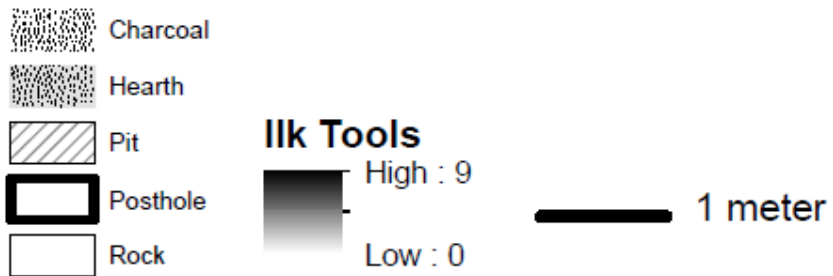 Charcoal
Hearth
Pit
Posthole
Rock
Ilk Tools
High : 9
Low : 0
1 meter